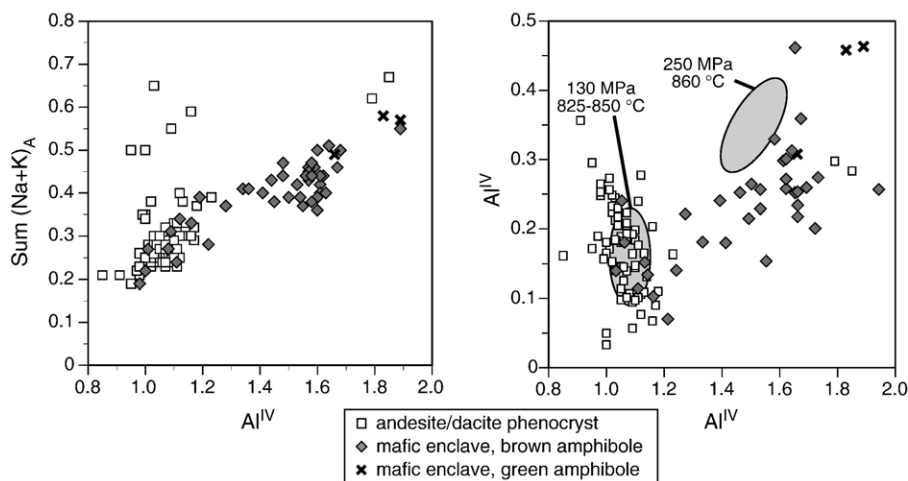 0.8
0.7
0.6
0.5
0.4
0.3
0.2
0.1
0
Sum (Na+K)A
0.8 1.0 1.2 1.4 1.6 1.8 2.0
AlIV
0.5
0.4
0.3
0.2
0.1
0
AlIV
250 MPa
860 °C
130 MPa
825-850 °C
0.8 1.0 1.2 1.4 1.6 1.8 2.0
AlIV
andesite/dacite phenocryst
mafic enclave, brown amphibole
mafic enclave, green amphibole